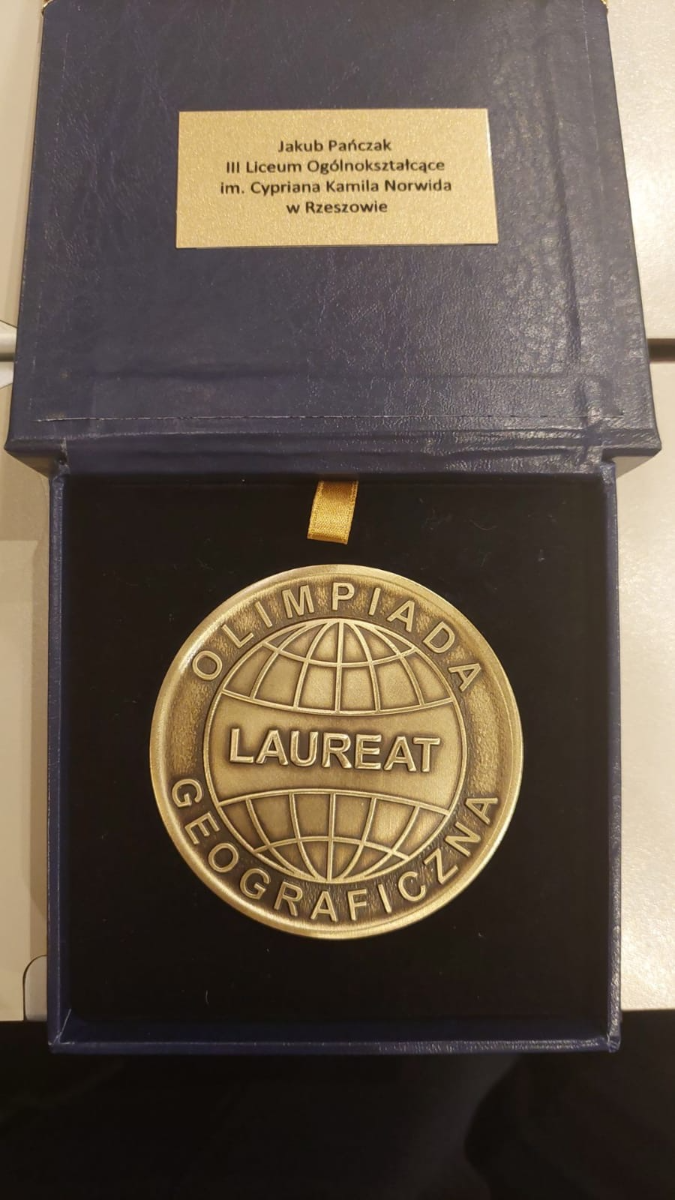 Jakub Pańczak
III Liceum Ogólnokształcące
im. Cypriana Kamila Norwida
w Rzeszowie
OLIMPIADA
LAUREAT
GEOGRAFICZNA